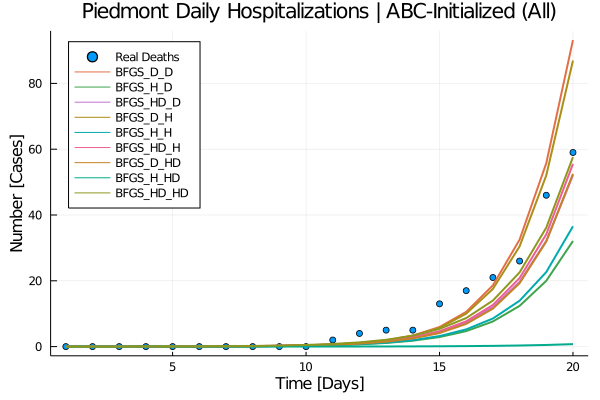 Piedmont Daily Hospitalizations | ABC-Initialized (All)
Number [Cases]
80
60
40
20
0
Real Deaths
BFGS_D_D
BFGS_H_D
BFGS_HD_D
BFGS_D_H
BFGS_H_H
BFGS_HD_H
BFGS_D_HD
BFGS_H_HD
BFGS_HD_HD
5
10
15
20
Time [Days]